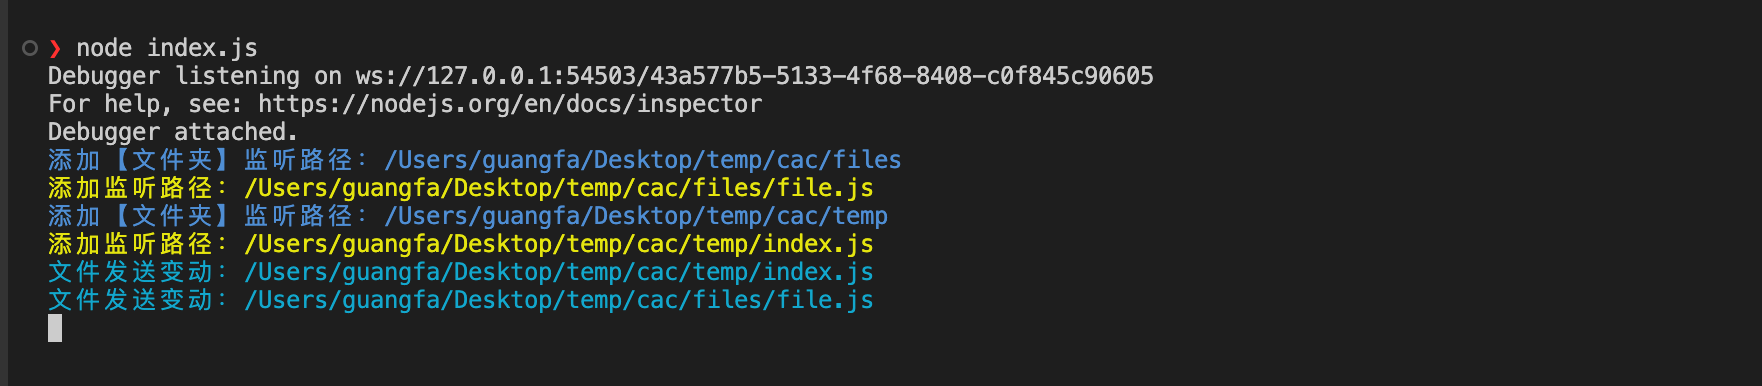 ❯ node index.js
Debugger listening on ws://127.0.0.1:54503/43a577b5-5133-4f68-8408-c0f845c90605
For help, see: https://nodejs.org/en/docs/inspector
Debugger attached.
添加【文件夹】监听路径: /Users/guangfa/Desktop/temp/cac/files
添加监听路径: /Users/guangfa/Desktop/temp/cac/files/file.js
添加【文件夹】监听路径: /Users/guangfa/Desktop/temp/cac/temp
添加监听路径: /Users/guangfa/Desktop/temp/cac/temp/index.js
文件发送变动: /Users/guangfa/Desktop/temp/cac/temp/index.js
文件发送变动: /Users/guangfa/Desktop/temp/cac/files/file.js